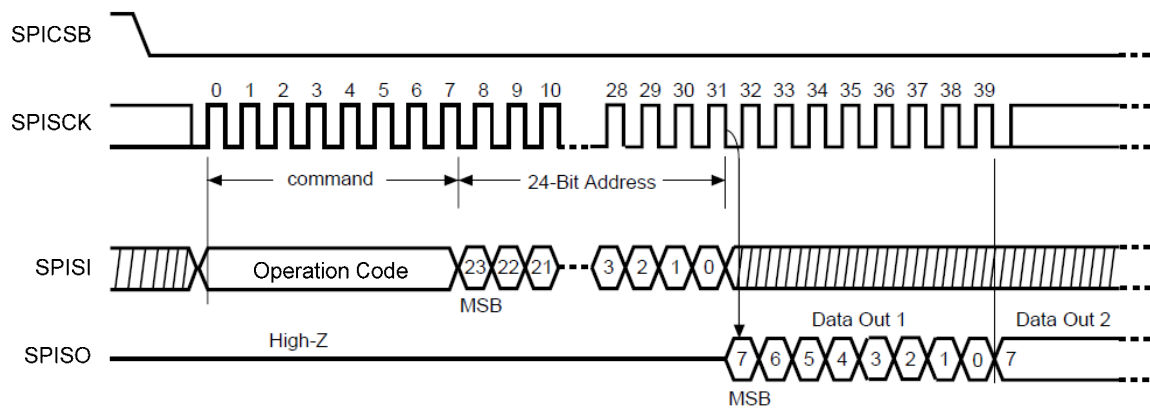 SPICSB
0 1 2 3 4 5 6 7 8 9 10 28 29 30 31 32 33 34 35 36 37 38 39
SPISCK
command
24-Bit Address
SPISI
Operation Code
23 22 21 3 2 1 0
MSB
High-Z
Data Out 1
Data Out 2
SPISO
7 6 5 4 3 2 1 0 7
MSB